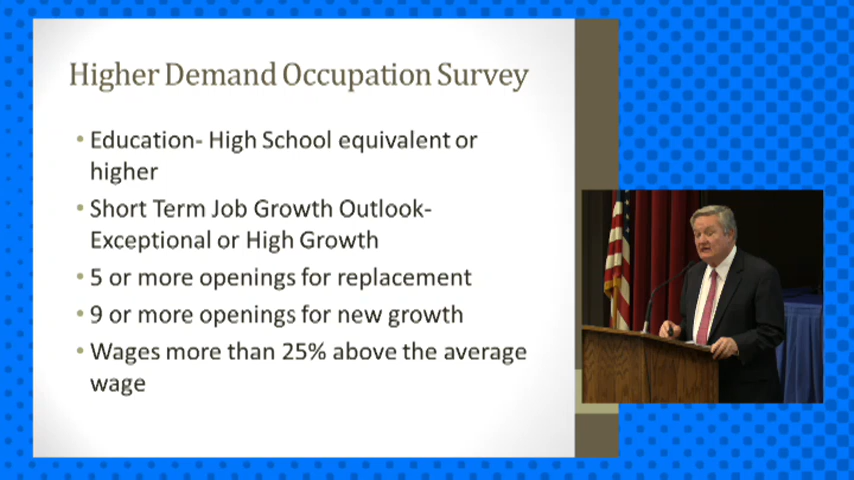 Higher Demand Occupation Survey
• Education- High School equivalent or
higher
• Short Term Job Growth Outlook-
Exceptional or High Growth
• 5 or more openings for replacement
• 9 or more openings for new growth
• Wages more than 25% above the average
wage